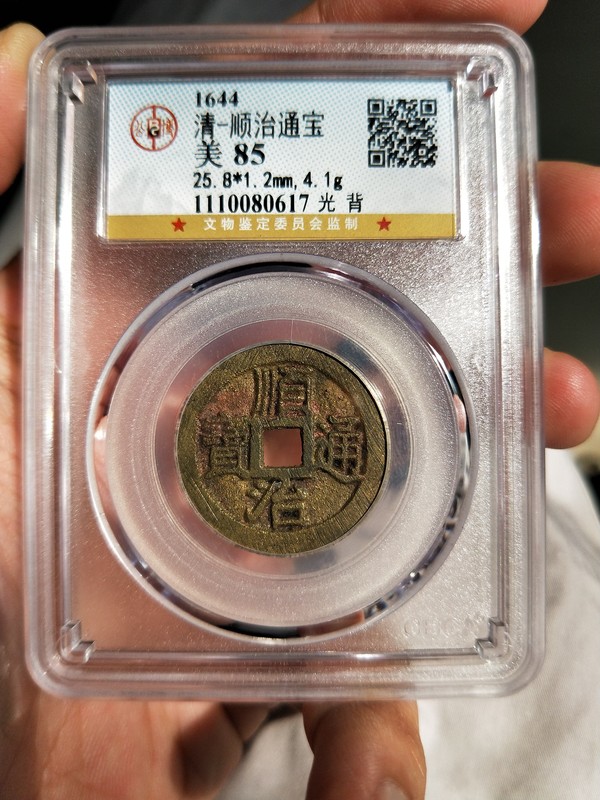 1644
清-顺治通宝
美 85
25.8*1.2mm,4.1g
1110080617 光 背
★ 文物鉴定委员会监制 ★
順
寶 通
治